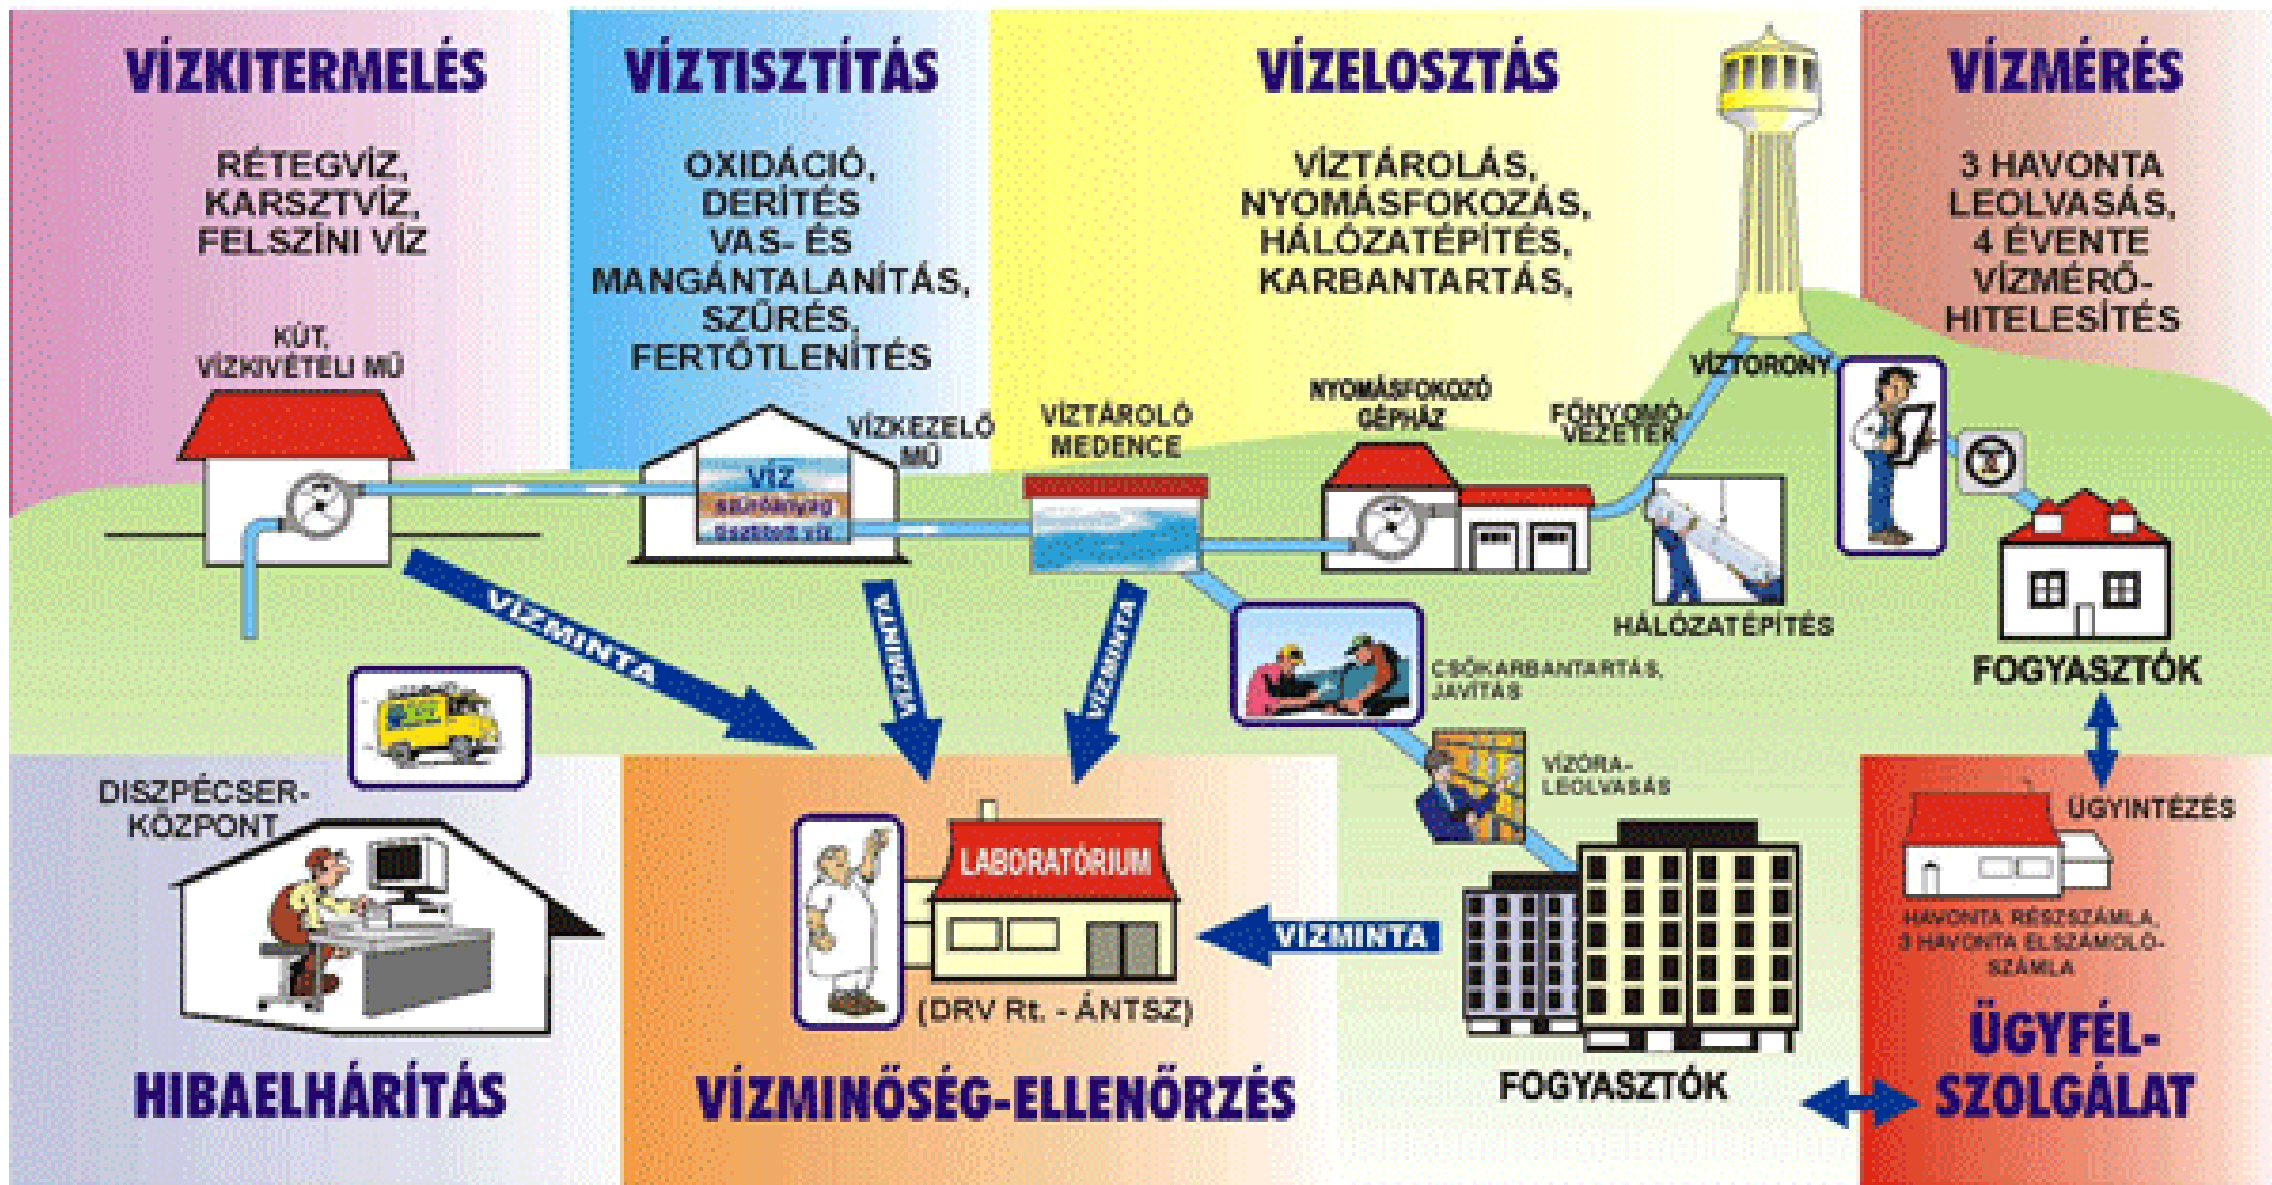 VÍZKITERMELÉS
RÉTEGVÍZ,
KARSZTVÍZ,
FELSZÍNI VÍZ
KÚT,
VÍZKIVÉTELI MŰ
VÍZTISZTÍTÁS
OXIDÁCIÓ,
DERÍTÉS
VAS- ÉS
MANGÁNTALANÍTÁS,
SZŰRÉS,
FERTŐTLENÍTÉS
VÍZKEZELŐ
MŰ
VÍZ
szűrőanyag
tisztított víz
VÍZELOSZTÁS
VÍZTÁROLÁS,
NYOMÁSFOKOZÁS,
HÁLÓZATÉPÍTÉS,
KARBANTARTÁS,
VÍZTÁROLÓ
MEDENCE
NYOMÁSFOKOZÓ
GÉPHÁZ
FŐNYOMÓ-
VEZETÉK
VÍZTORONY
HÁLÓZATÉPÍTÉS
VÍZMÉRÉS
3 HAVONTA
LEOLVASÁS,
4 ÉVENTE
VÍZMÉRŐ-
HITELESÍTÉS
FOGYASZTÓK
VÍZMINTA
VÍZMINTA
VÍZMINTA
CSŐKARBANTARTÁS,
JAVÍTÁS
VÍZÓRA-
LEOLVASÁS
DISZPÉCSER-
KÖZPONT
HIBAELHÁRÍTÁS
LABORATÓRIUM
(DRV Rt. - ÁNTSZ)
VÍZMINŐSÉG-ELLENŐRZÉS
VÍZMINTA
FOGYASZTÓK
ÜGYINTÉZÉS
HAVONTA RÉSZSZÁMLA,
3 HAVONTA ELSZÁMOLÓ-
SZÁMLA
ÜGYFÉL-
SZOLGÁLAT